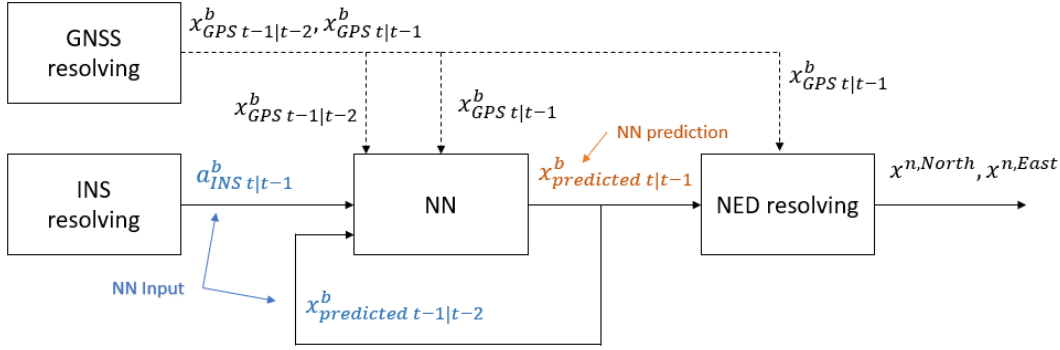 GNSS
resolving
x^b_{GPS t−1|t−2}, x^b_{GPS t|t−1}
x^b_{GPS t|t−1}
x^b_{GPS t−1|t−2}
x^b_{GPS t|t−1}
NN prediction
INS
resolving
a^b_{INS t|t−1}
NN
x^b_{predicted t|t−1}
NED resolving
x^{n,North}, x^{n,East}
NN Input
x^b_{predicted t−1|t−2}